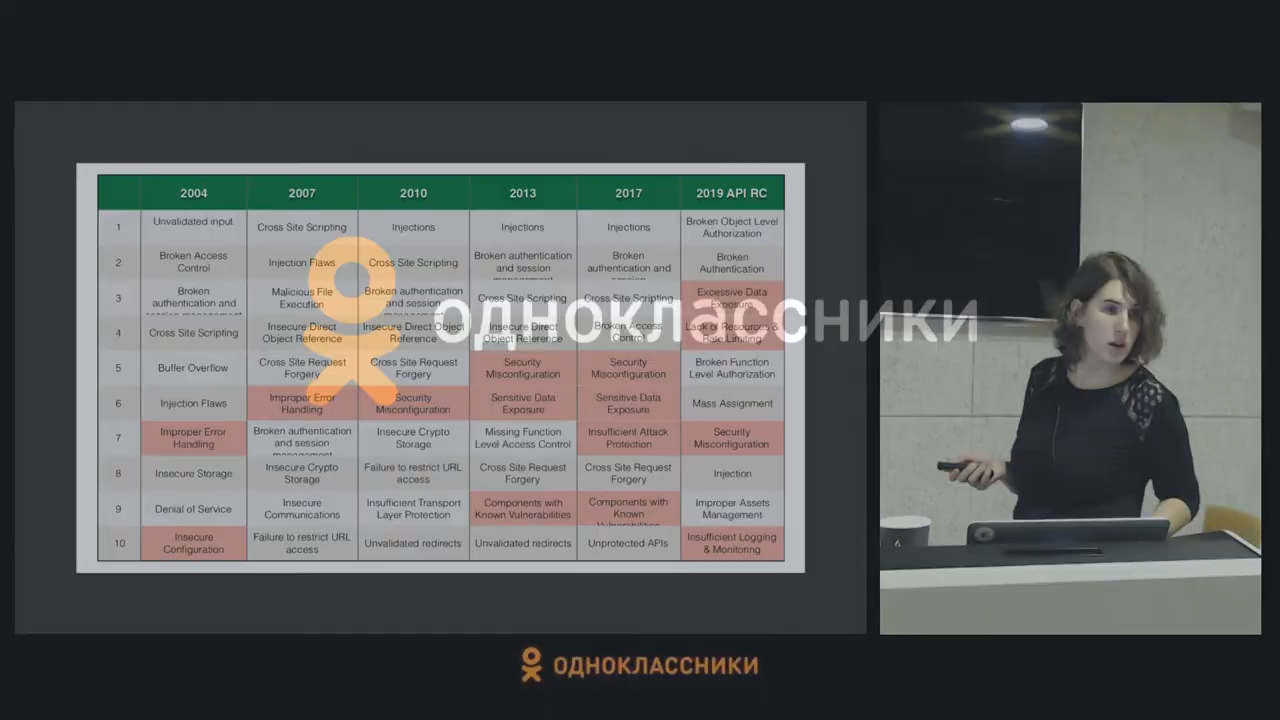 2004 2007 2010 2013 2017 2019 API RC
1 Unvalidated input Cross Site Scripting Injections Injections Injections Broken Object Level Authorization
2 Broken Access Control Injection Flaws Cross Site Scripting Broken authentication and session management Broken authentication and session Broken Authentication
3 Broken authentication and session management Malicious File Execution Broken authentication and session Cross Site Scripting Cross Site Scripting Excessive Data Exposure
4 Cross Site Scripting Insecure Direct Object Reference Insecure Direct Object Reference Insecure Direct Object Reference Broken Access Control Lack of Resources & Rate Limiting
5 Buffer Overflow Cross Site Request Forgery Cross Site Request Forgery Security Misconfiguration Security Misconfiguration Broken Function Level Authorization
6 Injection Flaws Improper Error Handling Security Misconfiguration Sensitive Data Exposure Sensitive Data Exposure Mass Assignment
7 Improper Error Handling Broken authentication and session management Insecure Crypto Storage Missing Function Level Access Control Insufficient Attack Protection Security Misconfiguration
8 Insecure Storage Insecure Crypto Storage Failure to restrict URL access Cross Site Request Forgery Cross Site Request Forgery Injection
9 Denial of Service Insecure Communications Insufficient Transport Layer Protection Components with Known Vulnerabilities Components with Known Vulnerabilities Improper Assets Management
10 Insecure Configuration Failure to restrict URL access Unvalidated redirects Unvalidated redirects Unprotected APIs Insufficient Logging & Monitoring
одноклассники
ОДНОКЛАССНИКИ